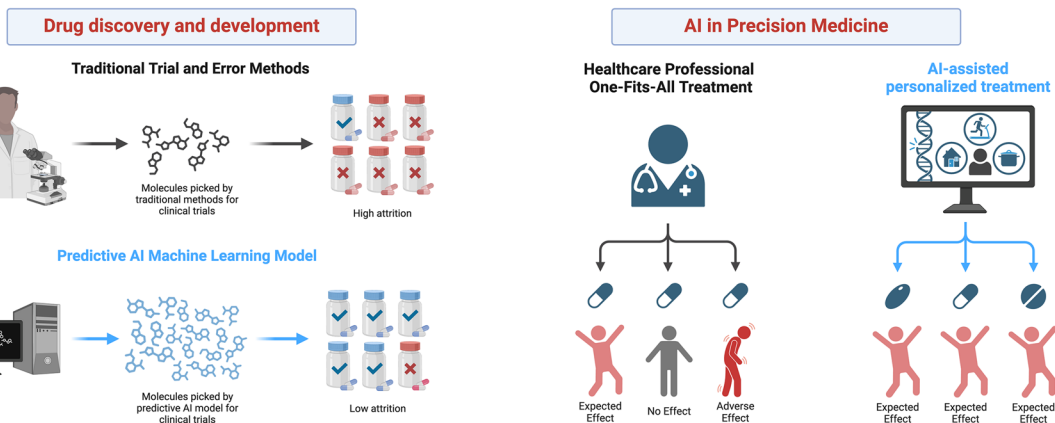 Drug discovery and development
Traditional Trial and Error Methods
Molecules picked by
traditional methods for
clinical trials
High attrition
Predictive AI Machine Learning Model
Molecules picked by
predictive AI model for
clinical trials
Low attrition
AI in Precision Medicine
Healthcare Professional
One-Fits-All Treatment
Expected
Effect
No Effect
Adverse
Effect
AI-assisted
personalized treatment
Expected
Effect
Expected
Effect
Expected
Effect